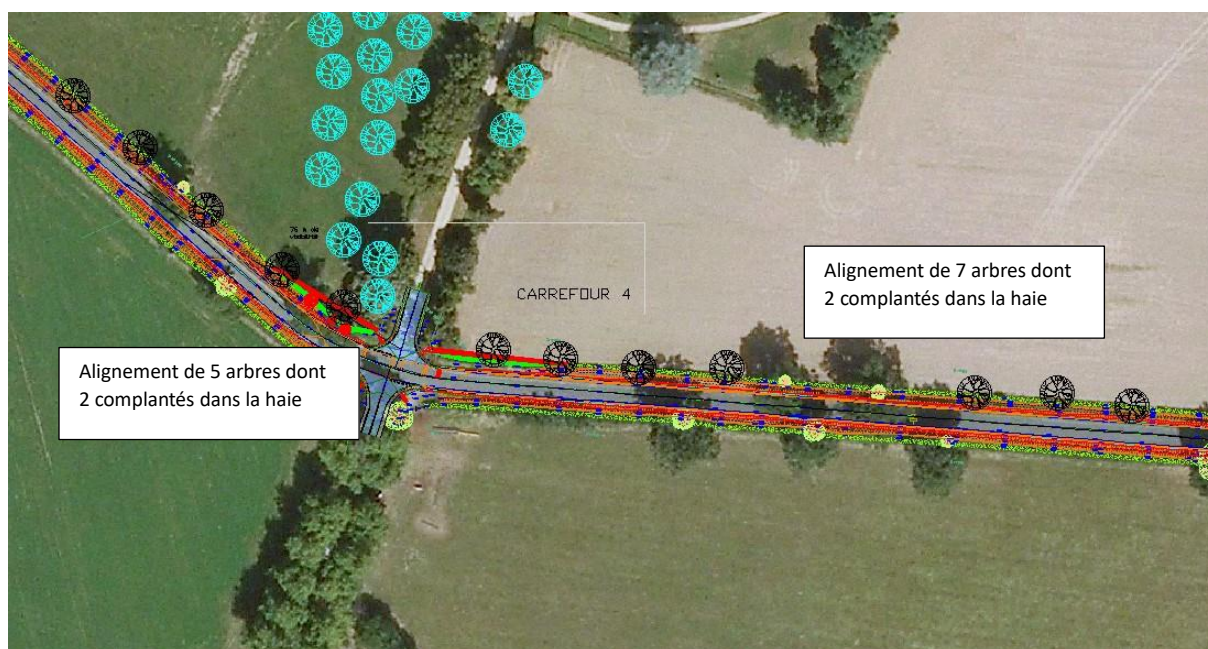 CARREFOUR 4
Alignement de 7 arbres dont
2 complantés dans la haie
Alignement de 5 arbres dont
2 complantés dans la haie